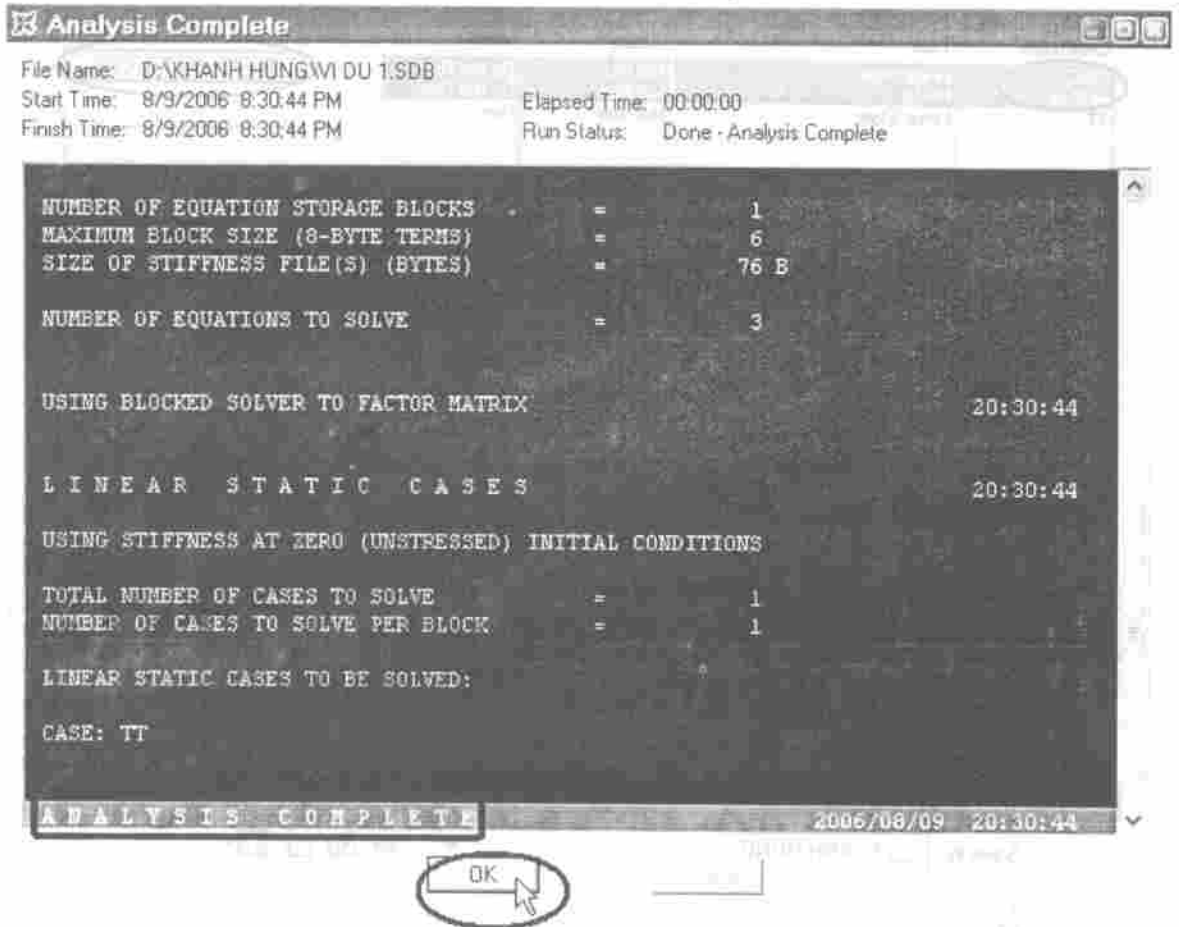 Analysis Complete
File Name: D:\KHANH HUNG\VI DU 1.SDB
Start Time: 8/9/2006 8:30:44 PM Elapsed Time: 00:00:00
Finish Time: 8/9/2006 8:30:44 PM Run Status: Done - Analysis Complete
NUMBER OF EQUATION STORAGE BLOCKS = 1
MAXIMUM BLOCK SIZE (8-BYTE TERMS) = 6
SIZE OF STIFFNESS FILE(S) (BYTES) = 76 B
NUMBER OF EQUATIONS TO SOLVE = 3
USING BLOCKED SOLVER TO FACTOR MATRIX 20:30:44
L I N E A R   S T A T I C   C A S E S 20:30:44
USING STIFFNESS AT ZERO (UNSTRESSED) INITIAL CONDITIONS
TOTAL NUMBER OF CASES TO SOLVE = 1
NUMBER OF CASES TO SOLVE PER BLOCK = 1
LINEAR STATIC CASES TO BE SOLVED:
CASE: TT
A N A L Y S I S   C O M P L E T E 2006/08/09 20:30:44
OK